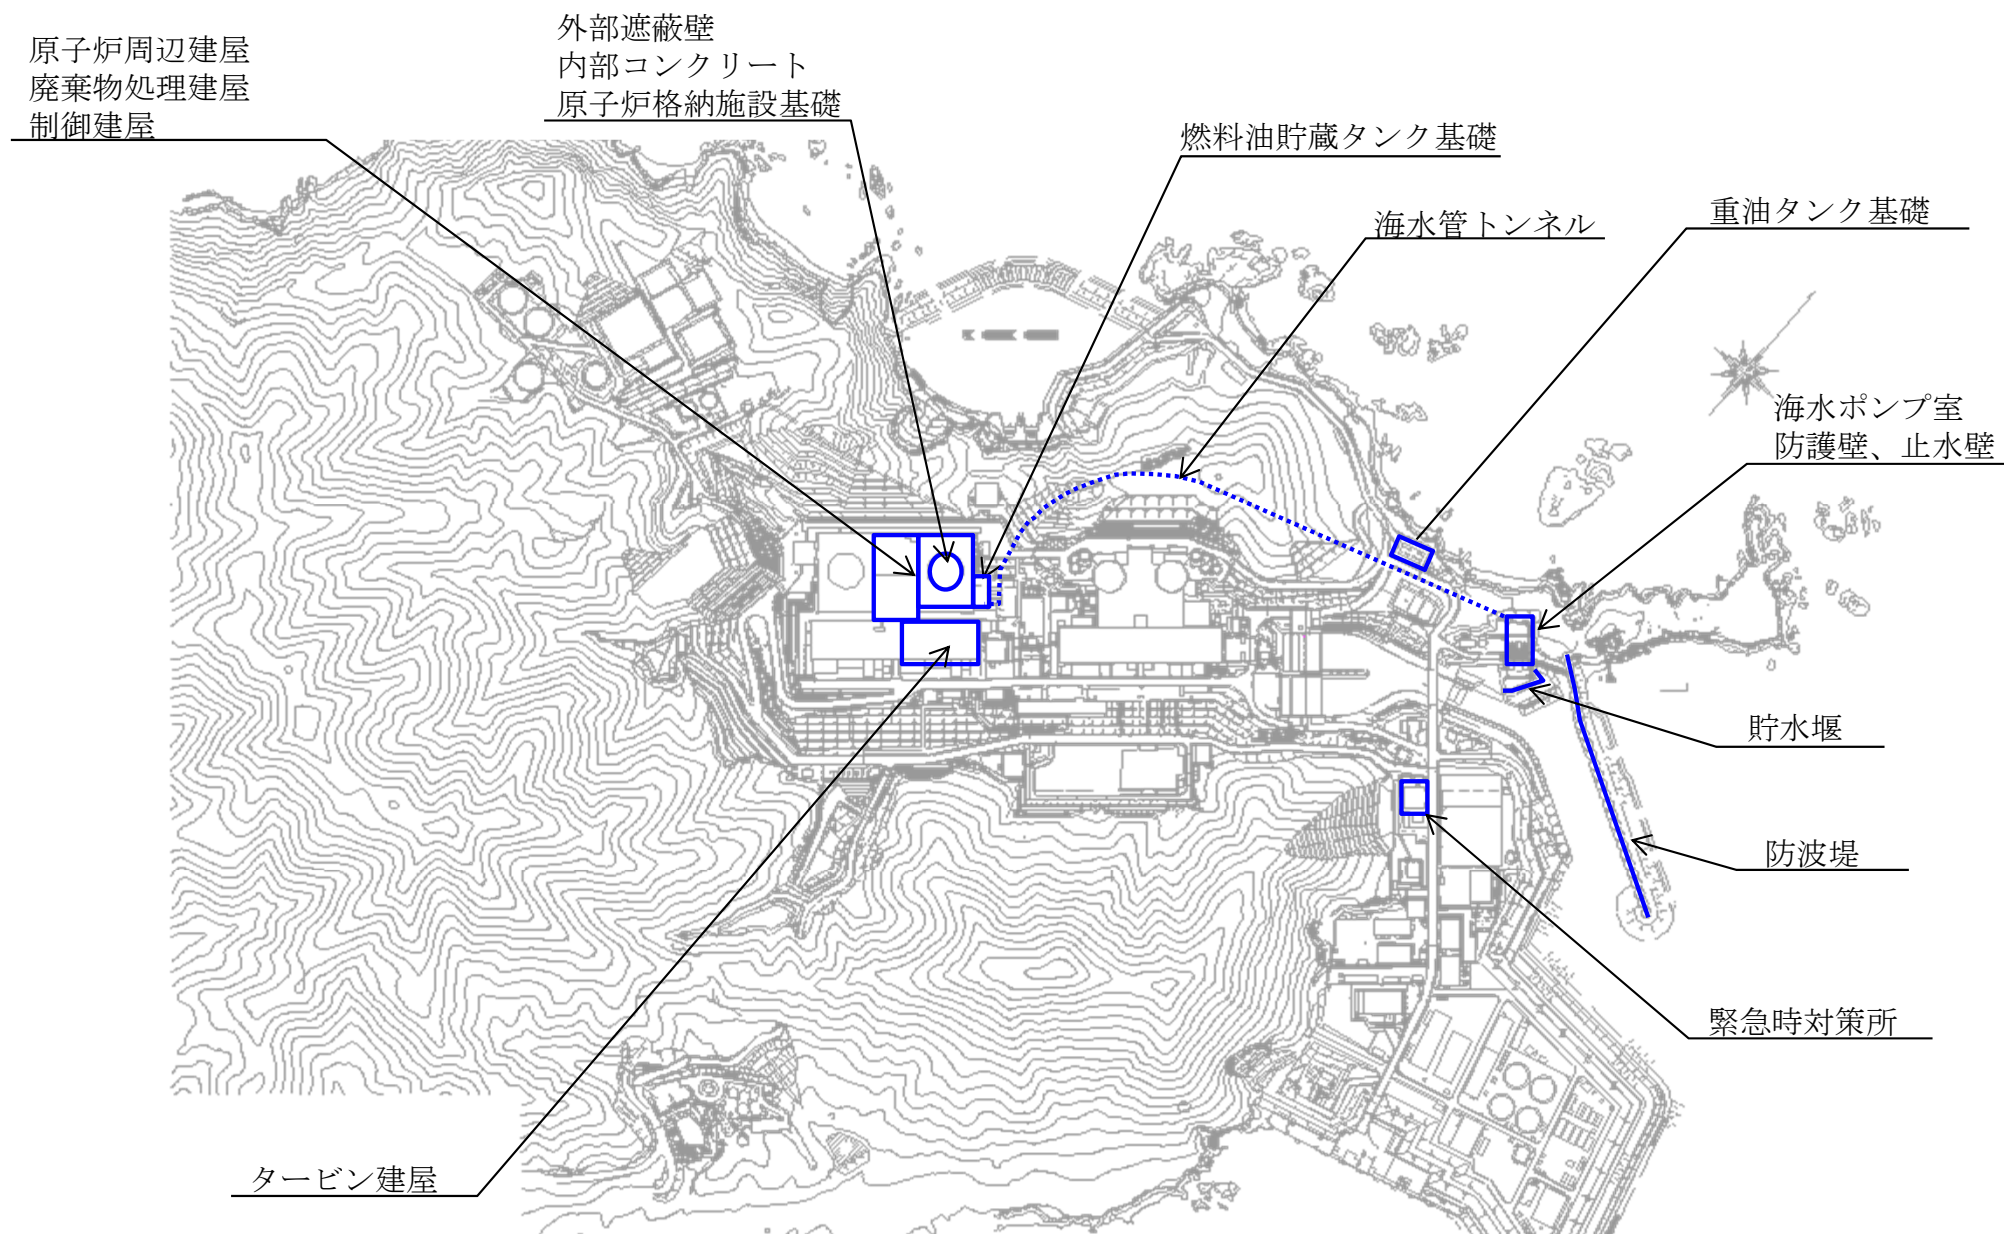 原子炉周辺建屋
廃棄物処理建屋
制御建屋
外部遮蔽壁
内部コンクリート
原子炉格納施設基礎
燃料油貯蔵タンク基礎
海水管トンネル
重油タンク基礎
海水ポンプ室
防護壁、止水壁
貯水堰
防波堤
緊急時対策所
タービン建屋